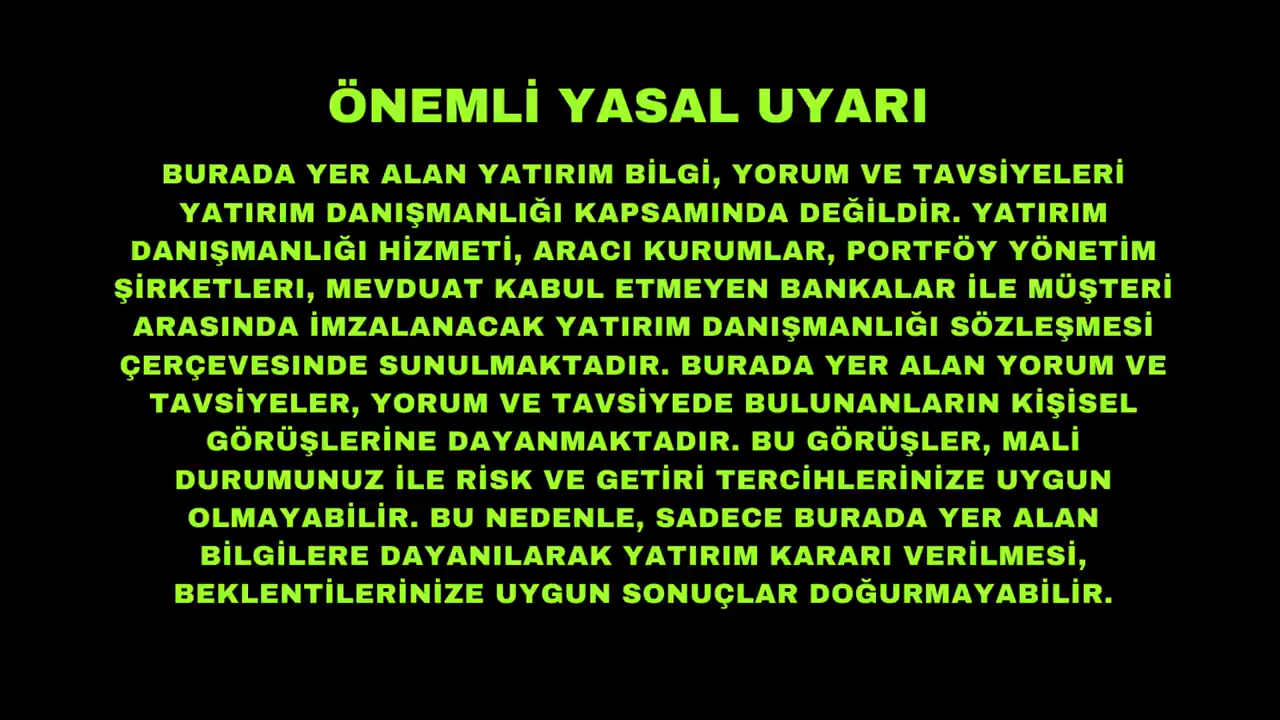 ÖNEMLİ YASAL UYARI
BURADA YER ALAN YATIRIM BİLGİ, YORUM VE TAVSİYELERİ
YATIRIM DANIŞMANLIĞI KAPSAMINDA DEĞİLDİR. YATIRIM
DANIŞMANLIĞI HİZMETİ, ARACI KURUMLAR, PORTFÖY YÖNETİM
ŞİRKETLERI, MEVDUAT KABUL ETMEYEN BANKALAR İLE MÜŞTERİ
ARASINDA İMZALANACAK YATIRIM DANIŞMANLIĞI SÖZLEŞMESİ
ÇERÇEVESINDE SUNULMAKTADIR. BURADA YER ALAN YORUM VE
TAVSİYELER, YORUM VE TAVSİYEDE BULUNANLARIN KİŞİSEL
GÖRÜŞLERİNE DAYANMAKTADIR. BU GÖRÜŞLER, MALİ
DURUMUNUZ İLE RİSK VE GETİRİ TERCİHLERİNİZE UYGUN
OLMAYABİLİR. BU NEDENLE, SADECE BURADA YER ALAN
BİLGİLERE DAYANILARAK YATIRIM KARARI VERİLMESİ,
BEKLENTİLERİNİZE UYGUN SONUÇLAR DOĞURMAYABİLİR.